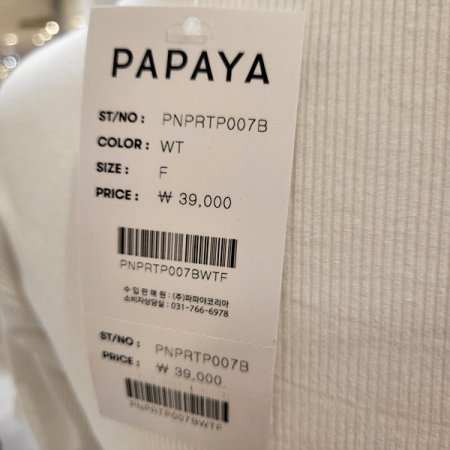 PAPAYA
ST/NO: PNPRTP007B
COLOR: WT
SIZE: F
PRICE: ₩ 39,000
PNPRTP007BWTF
수 입 판 매 원 : (주)파파야코리아
소비자상담실 : 031-766-6978
ST/NO: PNPRTP007B
PRICE: ₩ 39,000
PNPRTP007BWTF